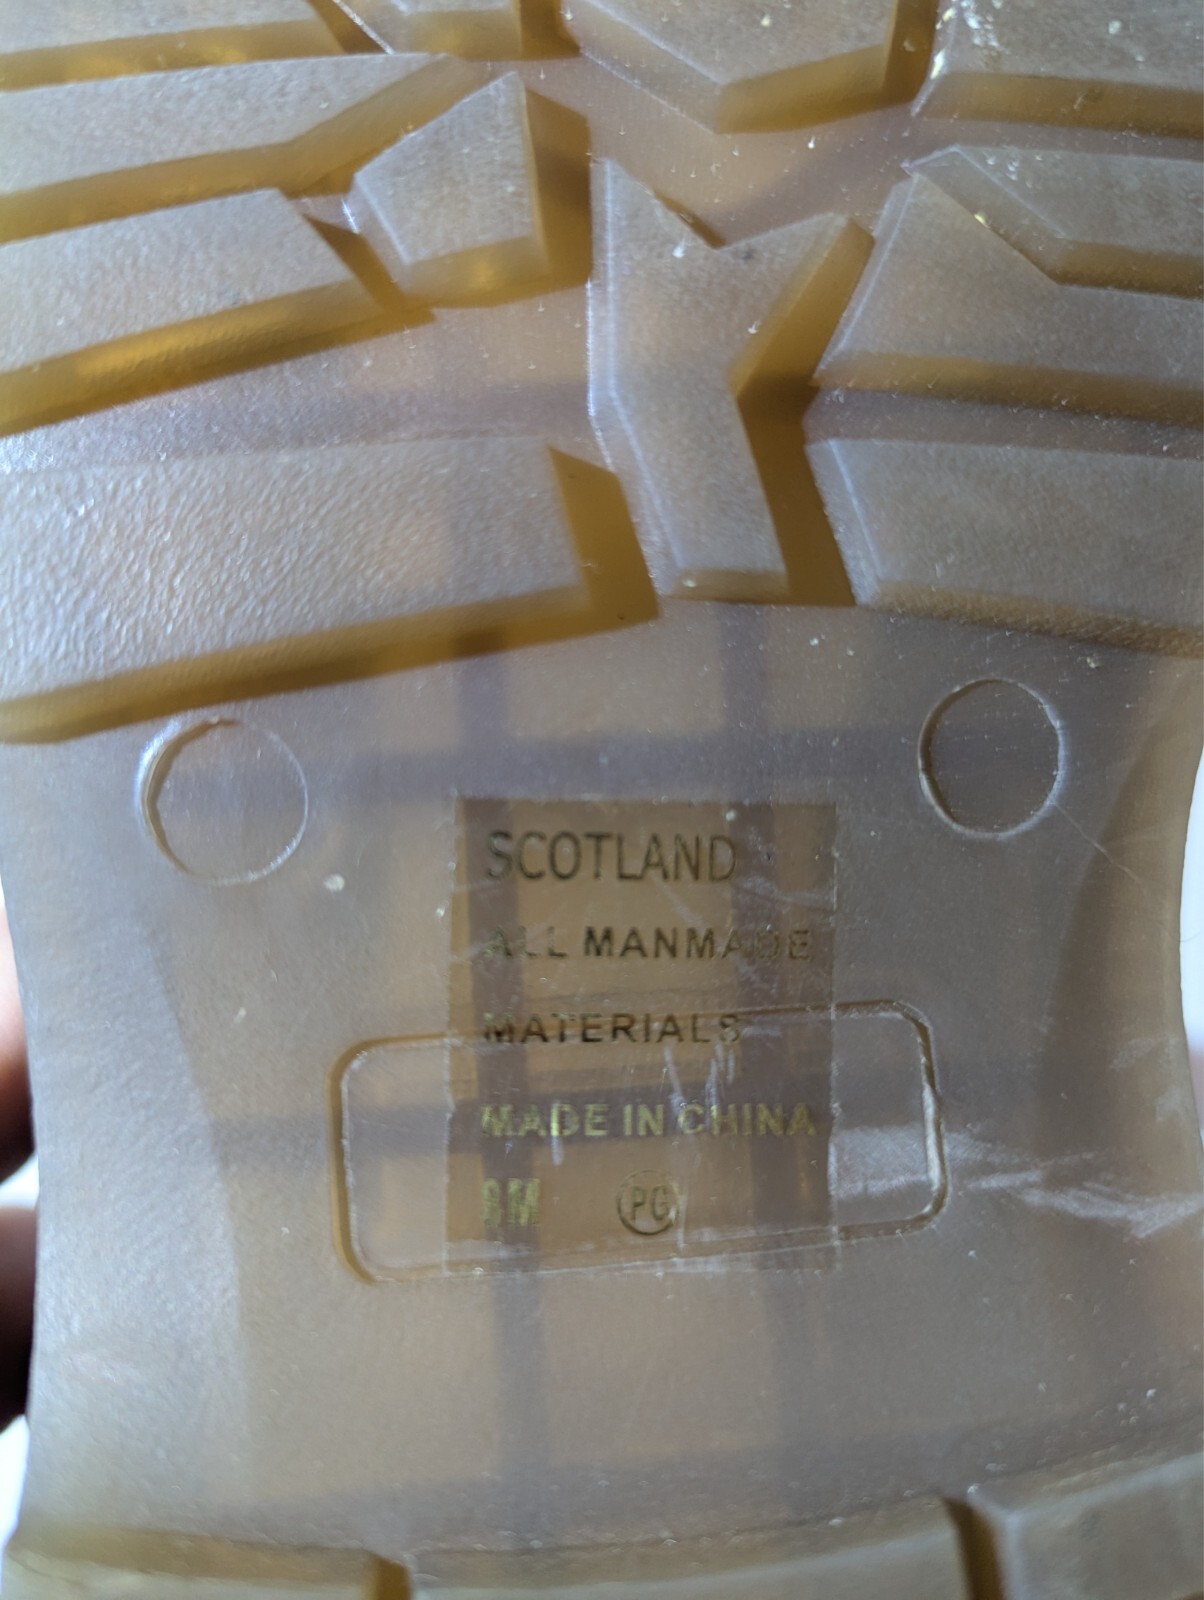 SCOTLAND
ALL MANMADE
MATERIALS
MADE IN CHINA
8M PG